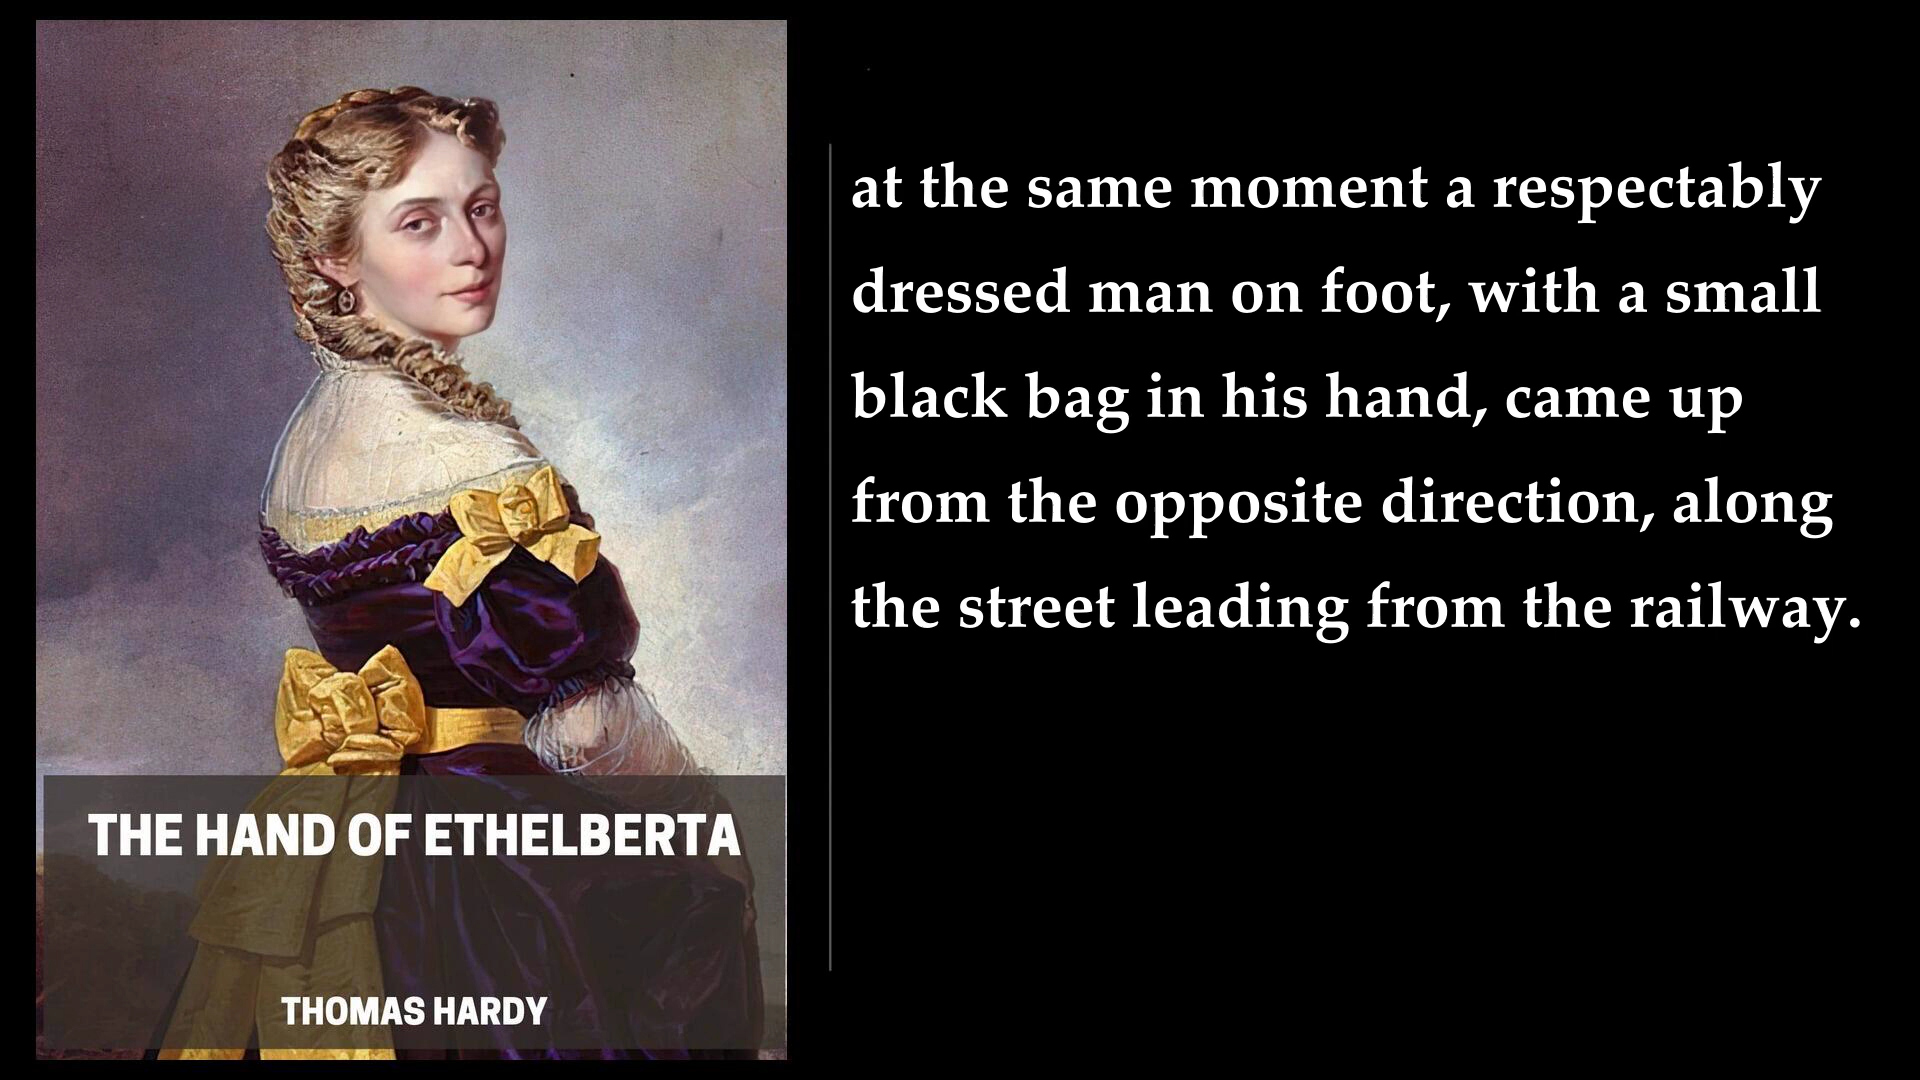 THE HAND OF ETHELBERTA
THOMAS HARDY
at the same moment a respectably
dressed man on foot, with a small
black bag in his hand, came up
from the opposite direction, along
the street leading from the railway.